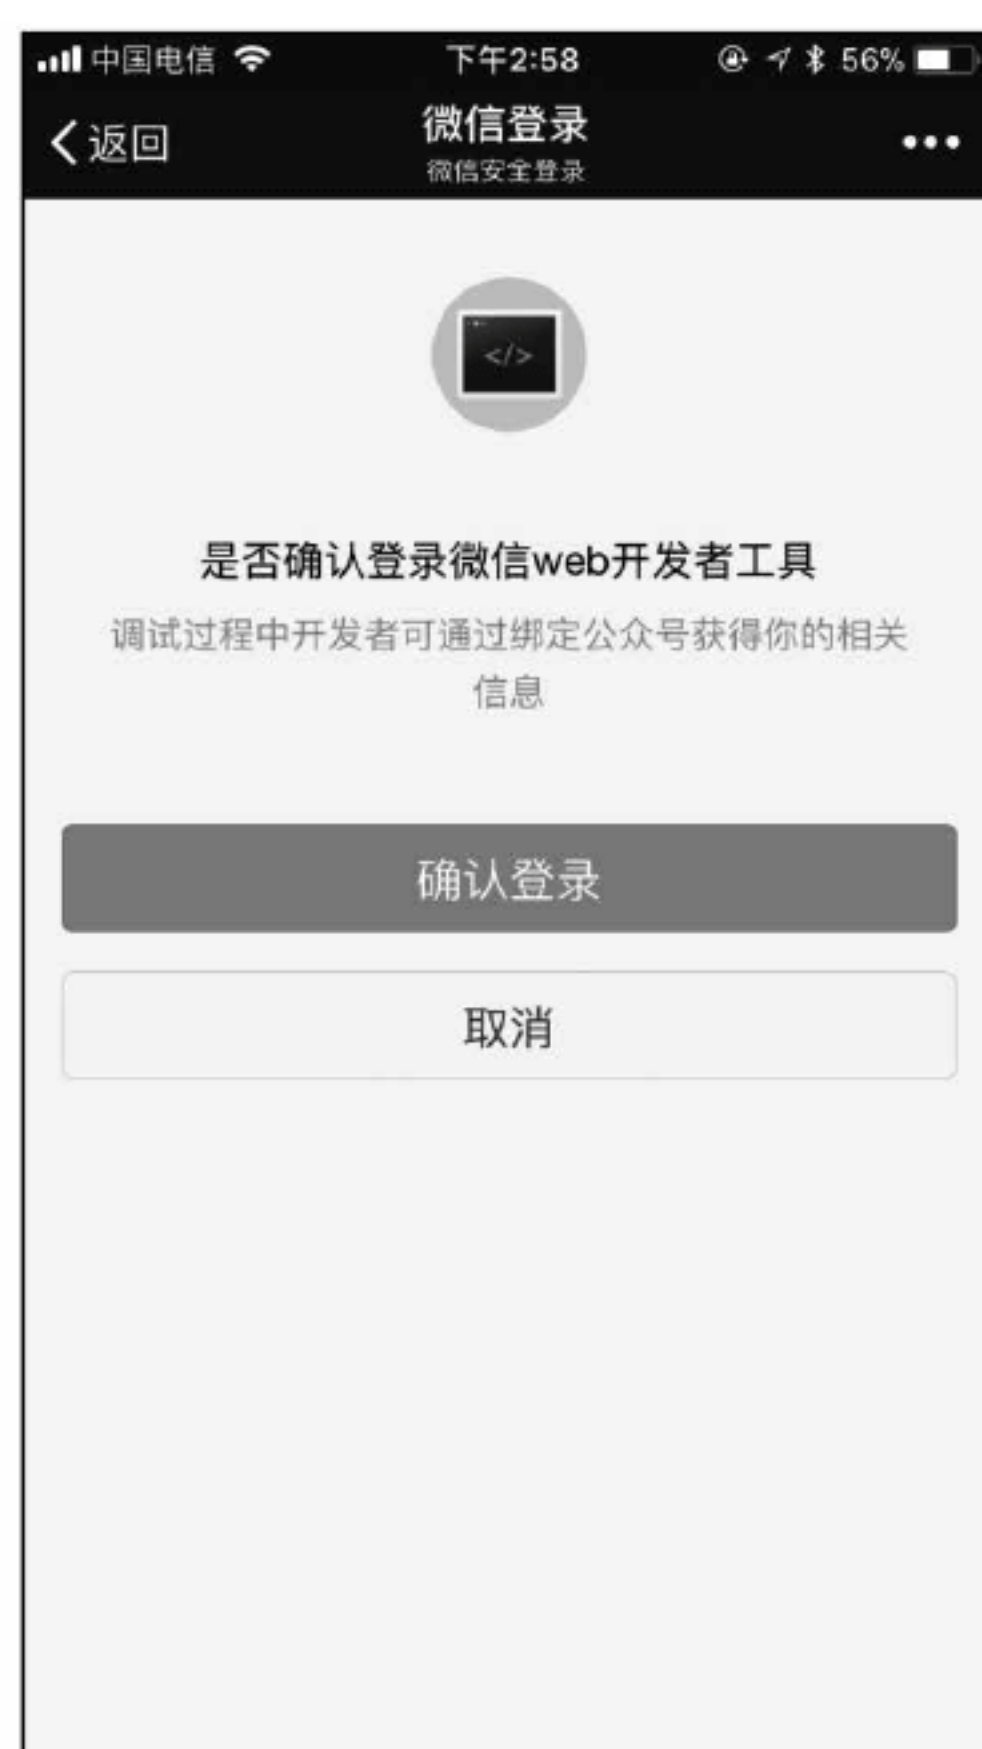 中国电信 下午2:58 56%
返回 微信登录 •••
微信安全登录
</>
是否确认登录微信web开发者工具
调试过程中开发者可通过绑定公众号获得你的相关
信息
确认登录
取消